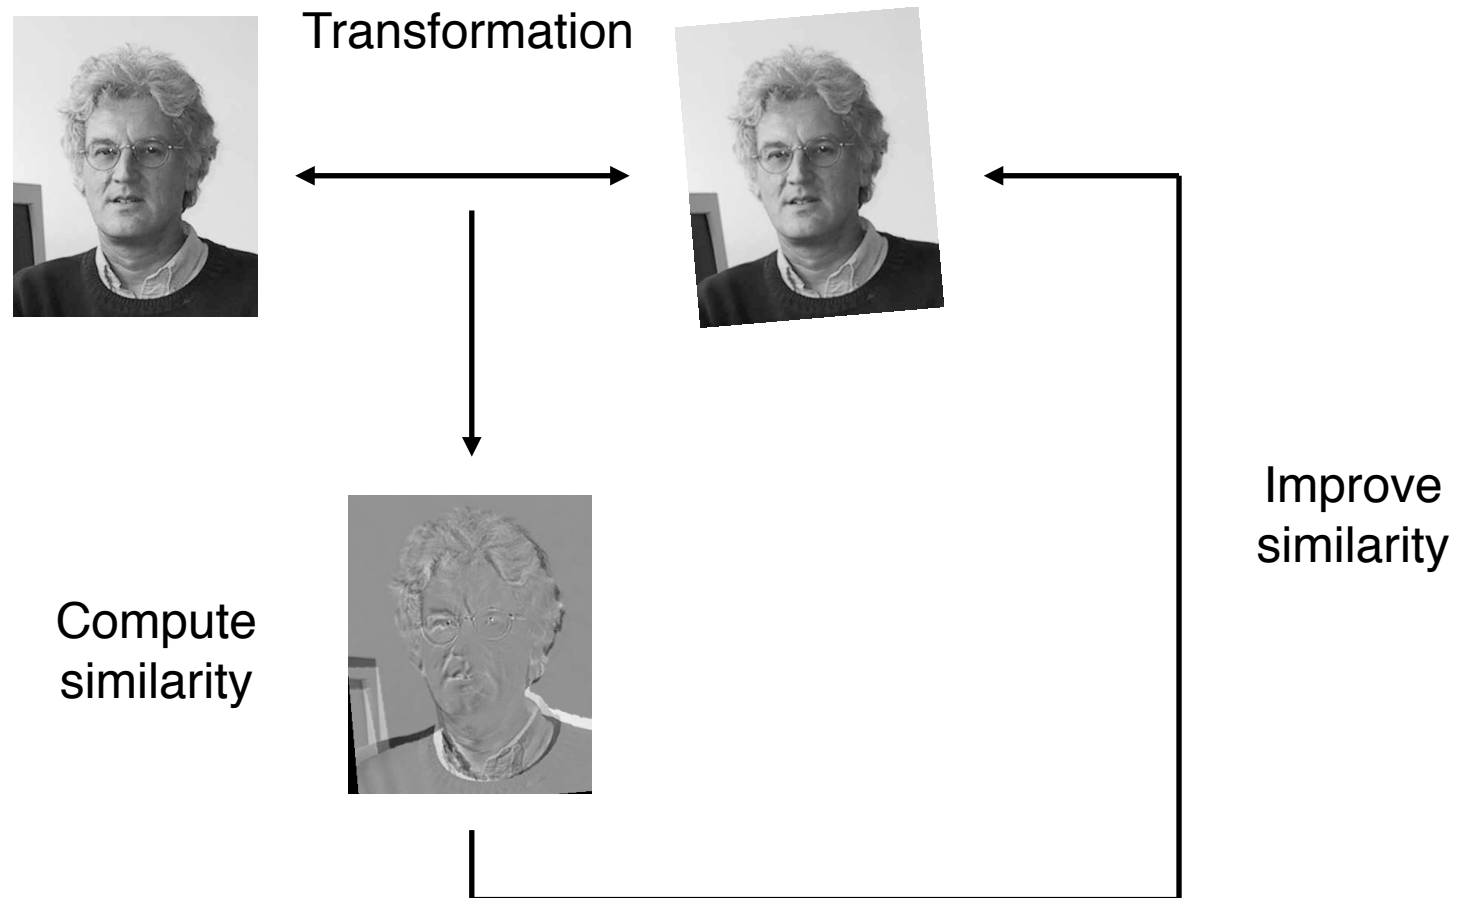 Transformation
Improve
similarity
Compute
similarity